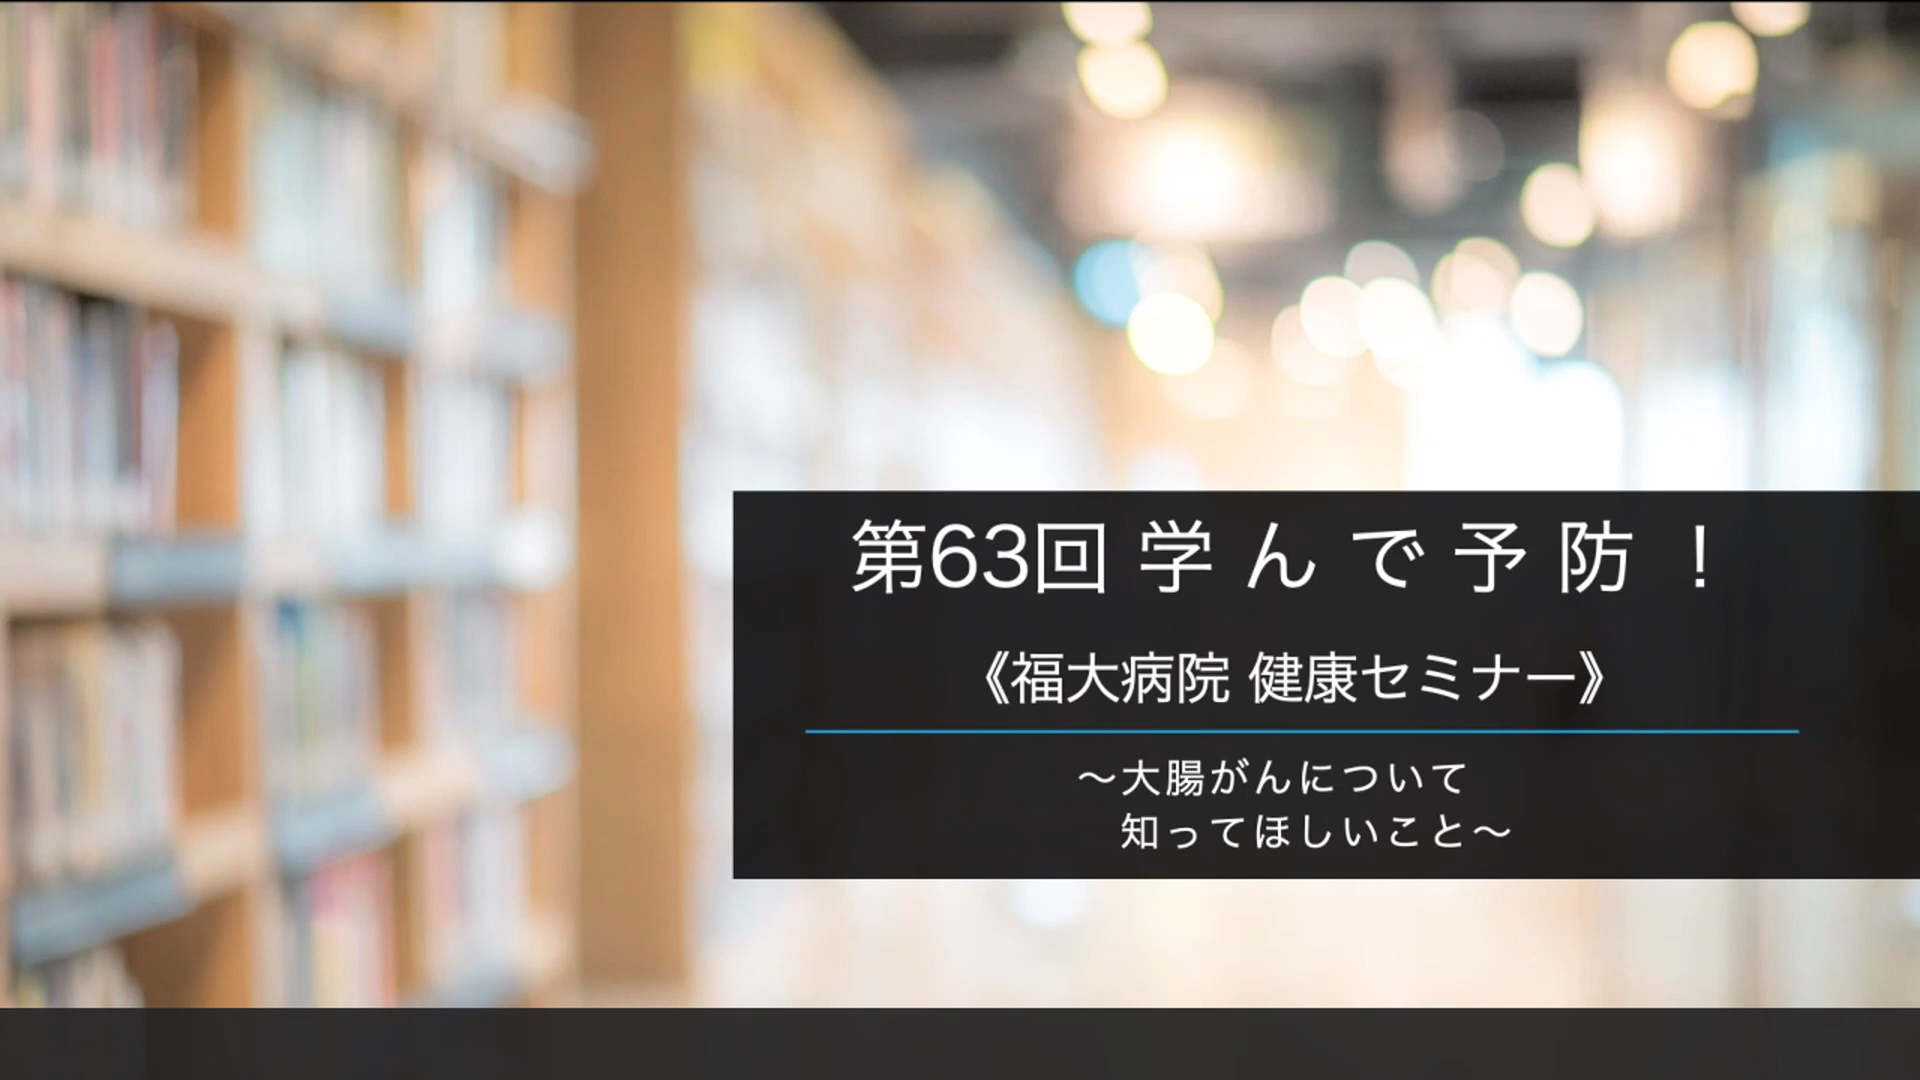 第63回 学 ん で 予 防 ！
《福大病院 健康セミナー》
～大腸がんについて
知ってほしいこと～